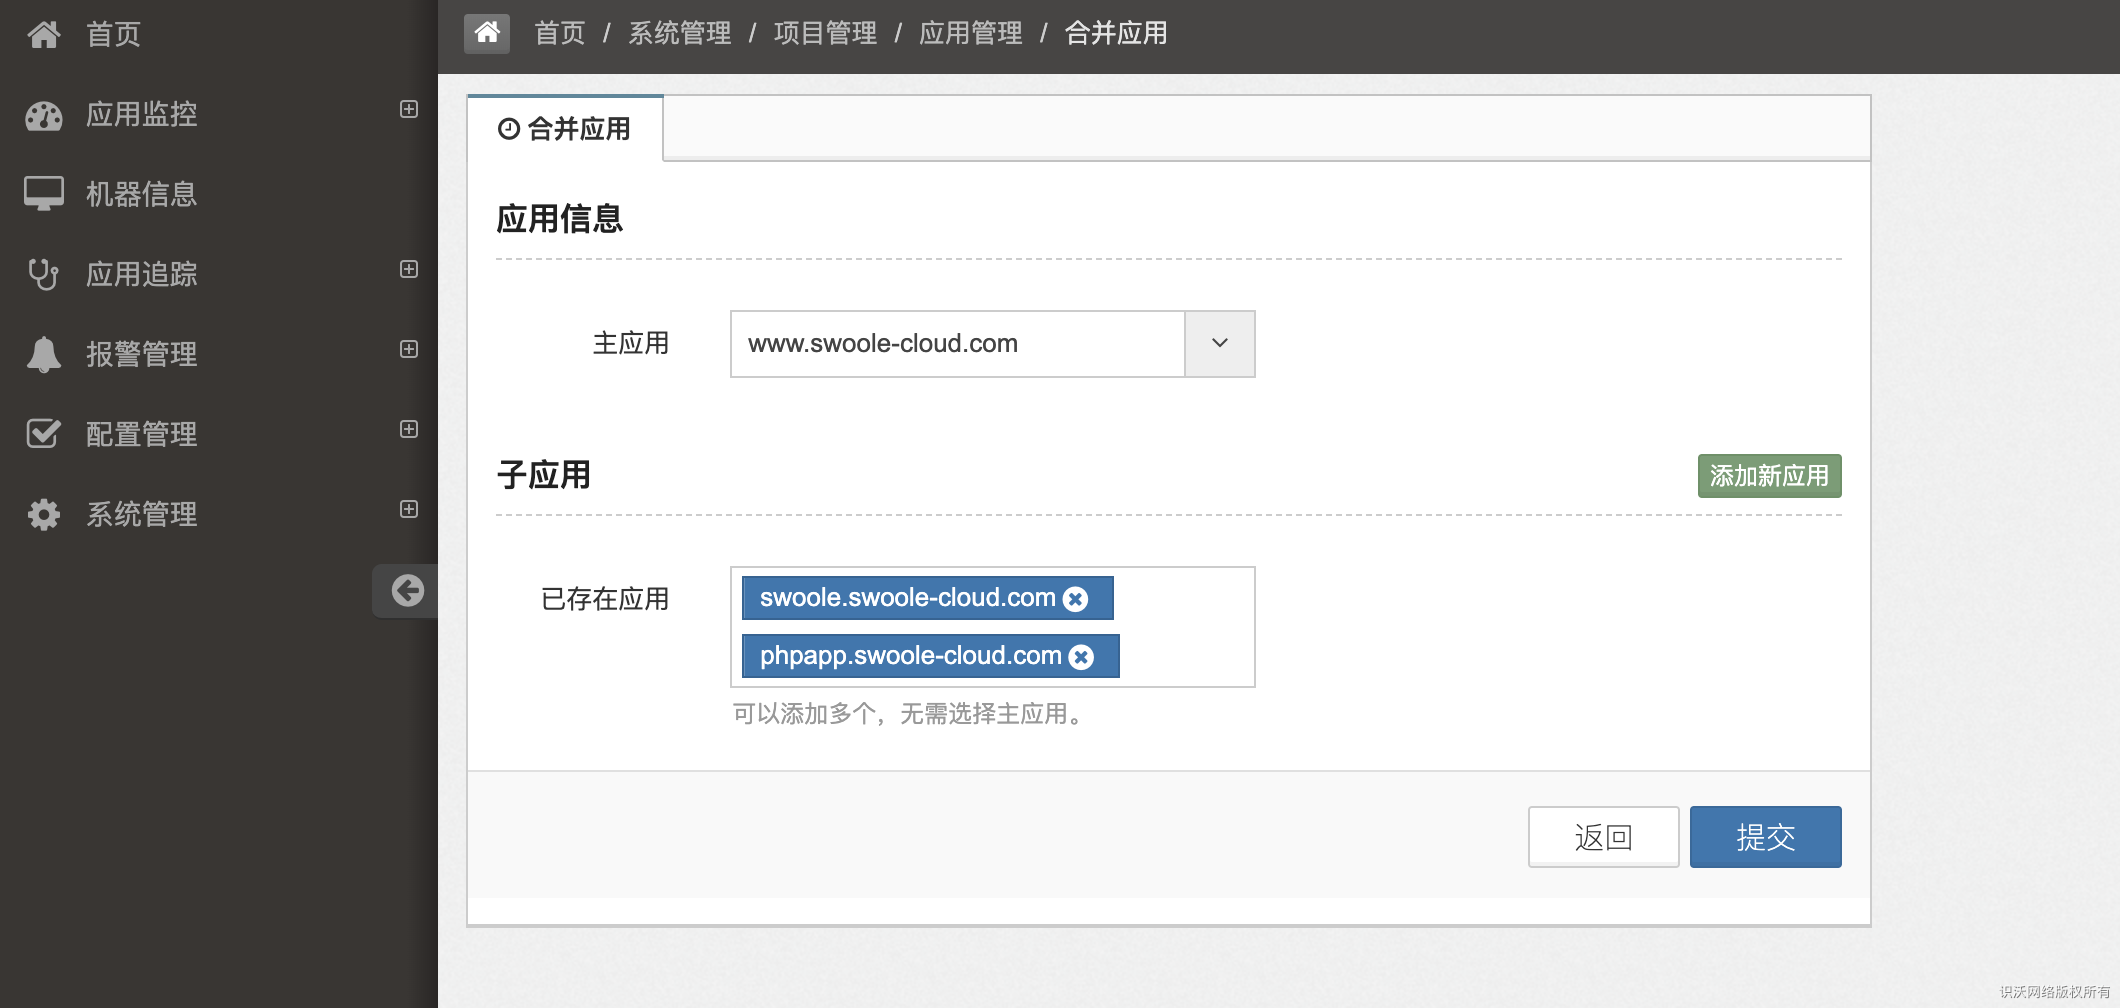 首页
应用监控
机器信息
应用追踪
报警管理
配置管理
系统管理
首页 / 系统管理 / 项目管理 / 应用管理 / 合并应用
合并应用
应用信息
主应用 www.swoole-cloud.com
子应用 添加新应用
已存在应用 swoole.swoole-cloud.com
phpapp.swoole-cloud.com
可以添加多个，无需选择主应用。
返回 提交
识沃网络版权所有